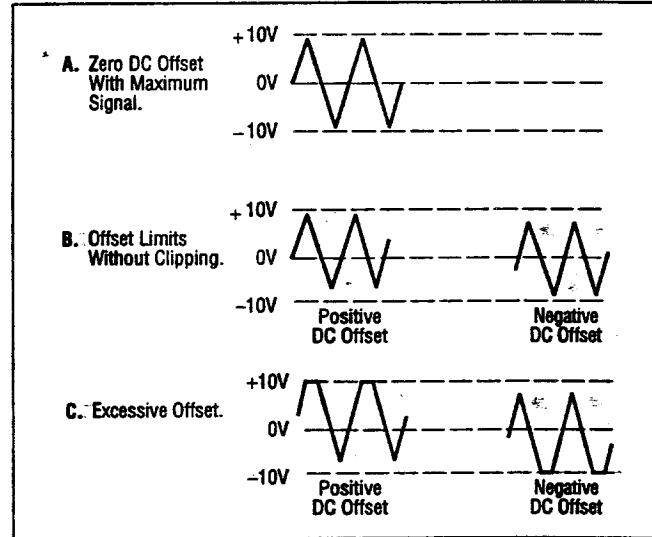 +10V
A. Zero DC Offset
With Maximum
Signal.
0V
−10V
+10V
B. Offset Limits
Without Clipping.
0V
−10V
Positive
DC Offset
Negative
DC Offset
+10V
C. Excessive Offset.
0V
−10V
Positive
DC Offset
Negative
DC Offset